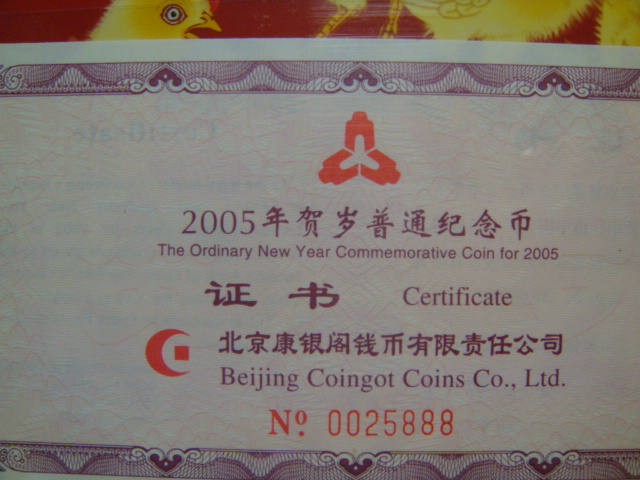 2005年贺岁普通纪念币
The Ordinary New Year Commemorative Coin for 2005
证书 Certificate
北京康银阁钱币有限责任公司
Beijing Coingot Coins Co., Ltd.
Nº 0025888